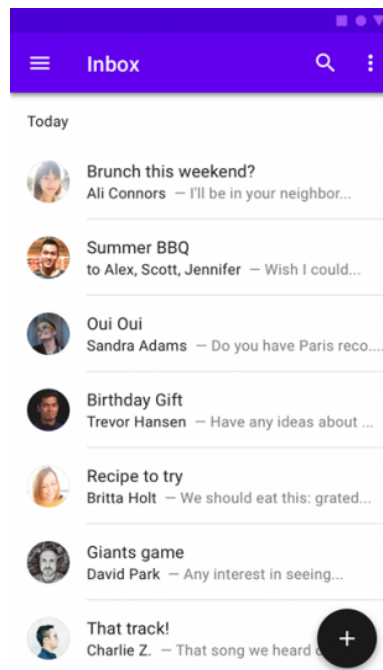 Inbox
Today
Brunch this weekend?
Ali Connors — I'll be in your neighbor...
Summer BBQ
to Alex, Scott, Jennifer — Wish I could...
Oui Oui
Sandra Adams — Do you have Paris reco....
Birthday Gift
Trevor Hansen — Have any ideas about ...
Recipe to try
Britta Holt — We should eat this: grated...
Giants game
David Park — Any interest in seeing...
That track!
Charlie Z. — That song we heard